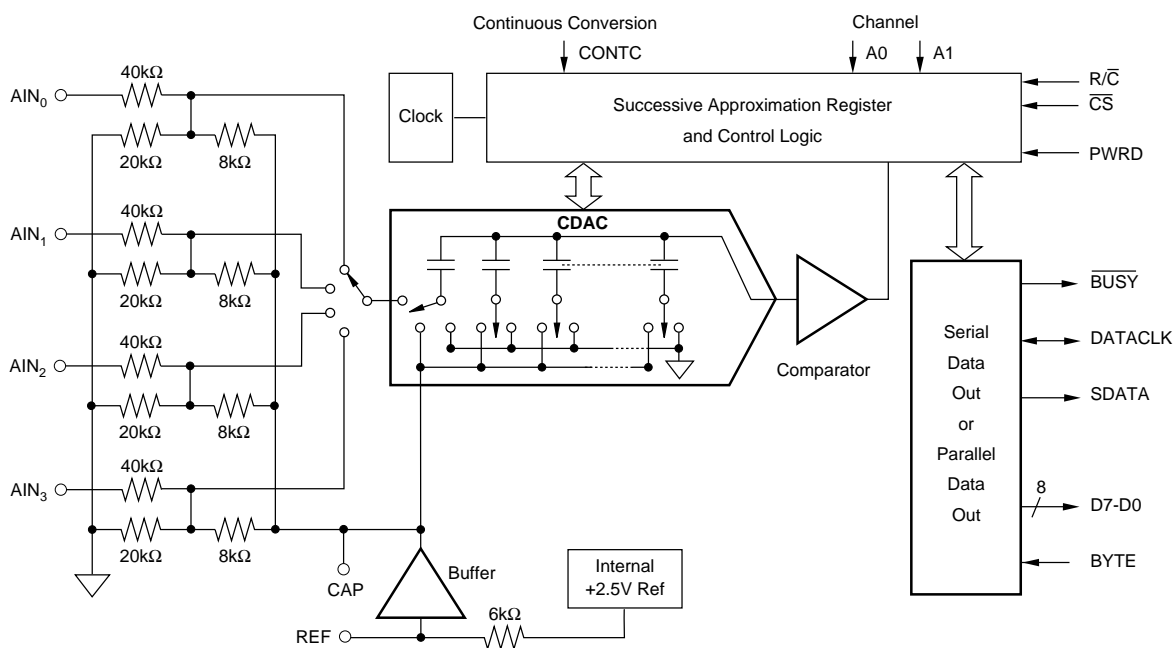 Continuous Conversion
CONTC
Channel
A0
A1
R/C̅
C̅S̅
PWRD
Clock
Successive Approximation Register
and Control Logic
40kΩ
AIN₀
20kΩ
8kΩ
40kΩ
AIN₁
20kΩ
8kΩ
40kΩ
AIN₂
20kΩ
8kΩ
40kΩ
AIN₃
20kΩ
8kΩ
CDAC
Comparator
Serial
Data
Out
or
Parallel
Data
Out
B̅U̅S̅Y̅
DATACLK
SDATA
8
D7-D0
BYTE
CAP
Buffer
Internal
+2.5V Ref
6kΩ
REF